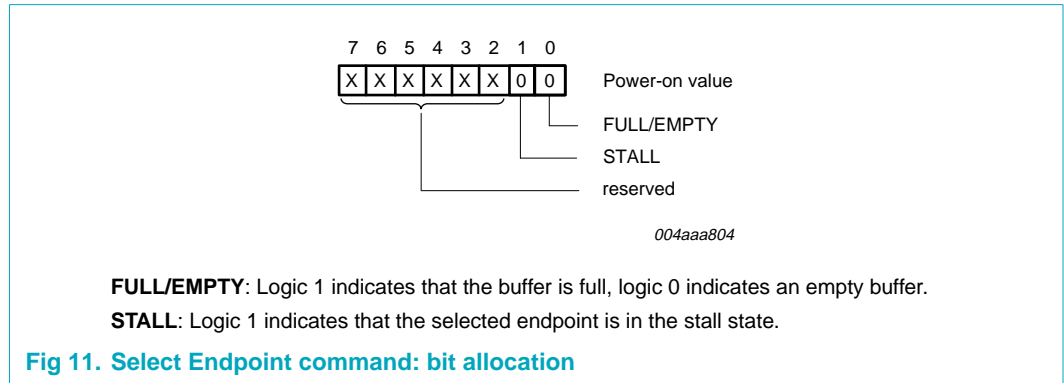 7 6 5 4 3 2 1 0
X X X X X X 0 0 Power-on value
FULL/EMPTY
STALL
reserved
004aaa804
FULL/EMPTY: Logic 1 indicates that the buffer is full, logic 0 indicates an empty buffer.
STALL: Logic 1 indicates that the selected endpoint is in the stall state.
Fig 11. Select Endpoint command: bit allocation